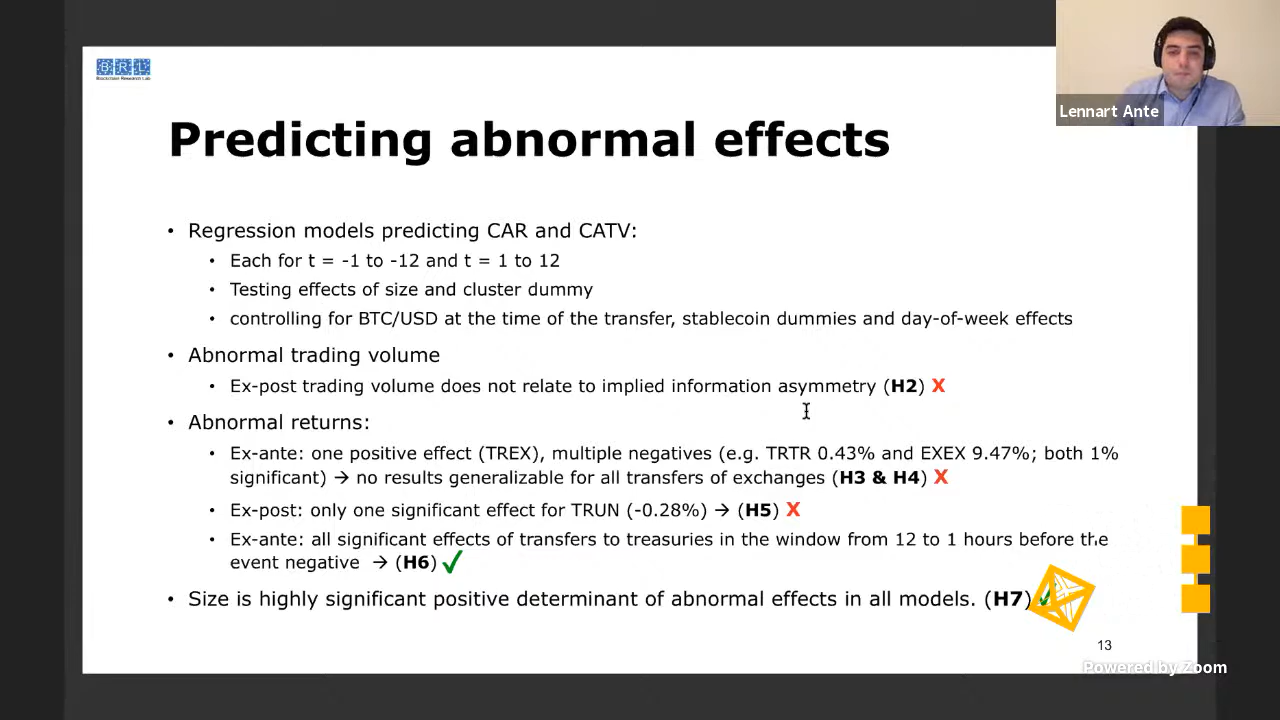 BRL
Blockchain Research Lab
Lennart Ante
Predicting abnormal effects
• Regression models predicting CAR and CATV:
• Each for t = -1 to -12 and t = 1 to 12
• Testing effects of size and cluster dummy
• controlling for BTC/USD at the time of the transfer, stablecoin dummies and day-of-week effects
• Abnormal trading volume
• Ex-post trading volume does not relate to implied information asymmetry (H2) X
• Abnormal returns:
• Ex-ante: one positive effect (TREX), multiple negatives (e.g. TRTR 0.43% and EXEX 9.47%; both 1%
significant) → no results generalizable for all transfers of exchanges (H3 & H4) X
• Ex-post: only one significant effect for TRUN (-0.28%) → (H5) X
• Ex-ante: all significant effects of transfers to treasuries in the window from 12 to 1 hours before the
event negative → (H6) ✓
• Size is highly significant positive determinant of abnormal effects in all models. (H7) ✓
13
Powered by Zoom